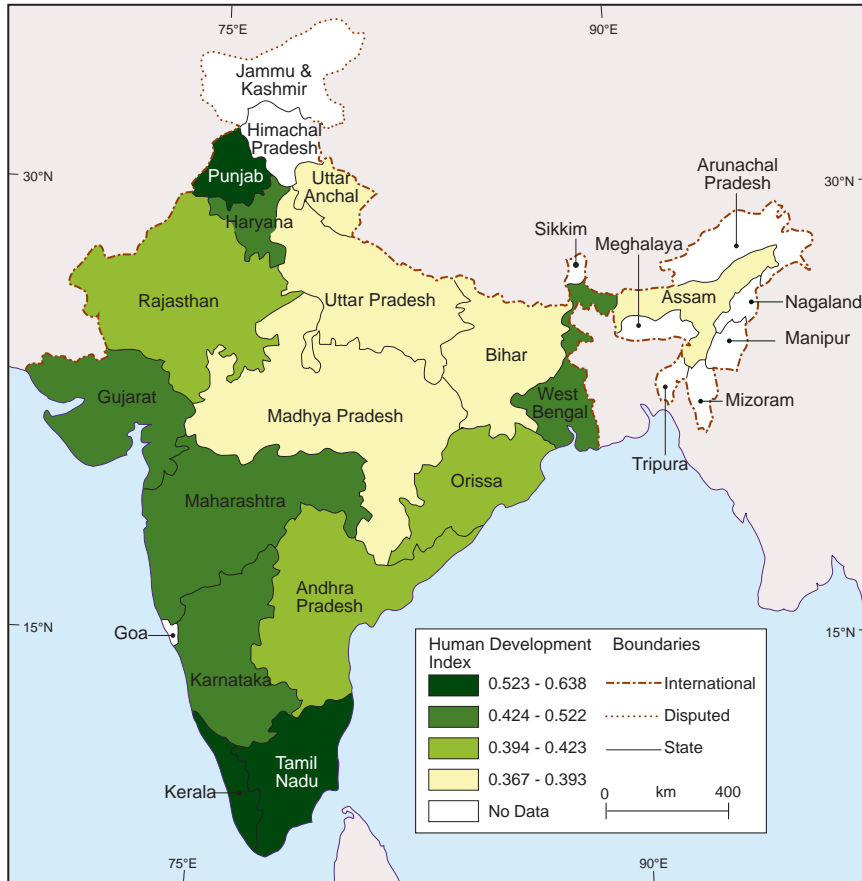 75°E
90°E
Jammu &
Kashmir
Himachal
Pradesh
Punjab
Uttar
Anchal
Haryana
30°N
30°N
Arunachal
Pradesh
Sikkim
Meghalaya
Rajasthan
Uttar Pradesh
Assam
Nagaland
Bihar
Manipur
Gujarat
Madhya Pradesh
West
Bengal
Mizoram
Tripura
Orissa
Maharashtra
Andhra
Pradesh
15°N
15°N
Goa
Karnataka
Tamil
Nadu
Kerala
Human Development
Index
0.523 - 0.638
0.424 - 0.522
0.394 - 0.423
0.367 - 0.393
No Data
Boundaries
International
Disputed
State
0 km 400
75°E
90°E